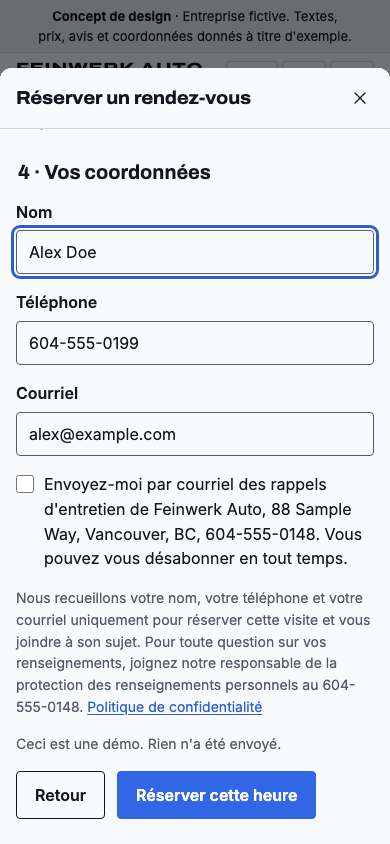 Concept de design · Entreprise fictive. Textes,
prix, avis et coordonnées donnés à titre d'exemple.
FEINWERK AUTO
Réserver un rendez-vous
4 · Vos coordonnées
Nom
Alex Doe
Téléphone
604-555-0199
Courriel
alex@example.com
Envoyez-moi par courriel des rappels
d'entretien de Feinwerk Auto, 88 Sample
Way, Vancouver, BC, 604-555-0148. Vous
pouvez vous désabonner en tout temps.
Nous recueillons votre nom, votre téléphone et votre
courriel uniquement pour réserver cette visite et vous
joindre à son sujet. Pour toute question sur vos
renseignements, joignez notre responsable de la
protection des renseignements personnels au 604-
555-0148. Politique de confidentialité
Ceci est une démo. Rien n'a été envoyé.
Retour
Réserver cette heure